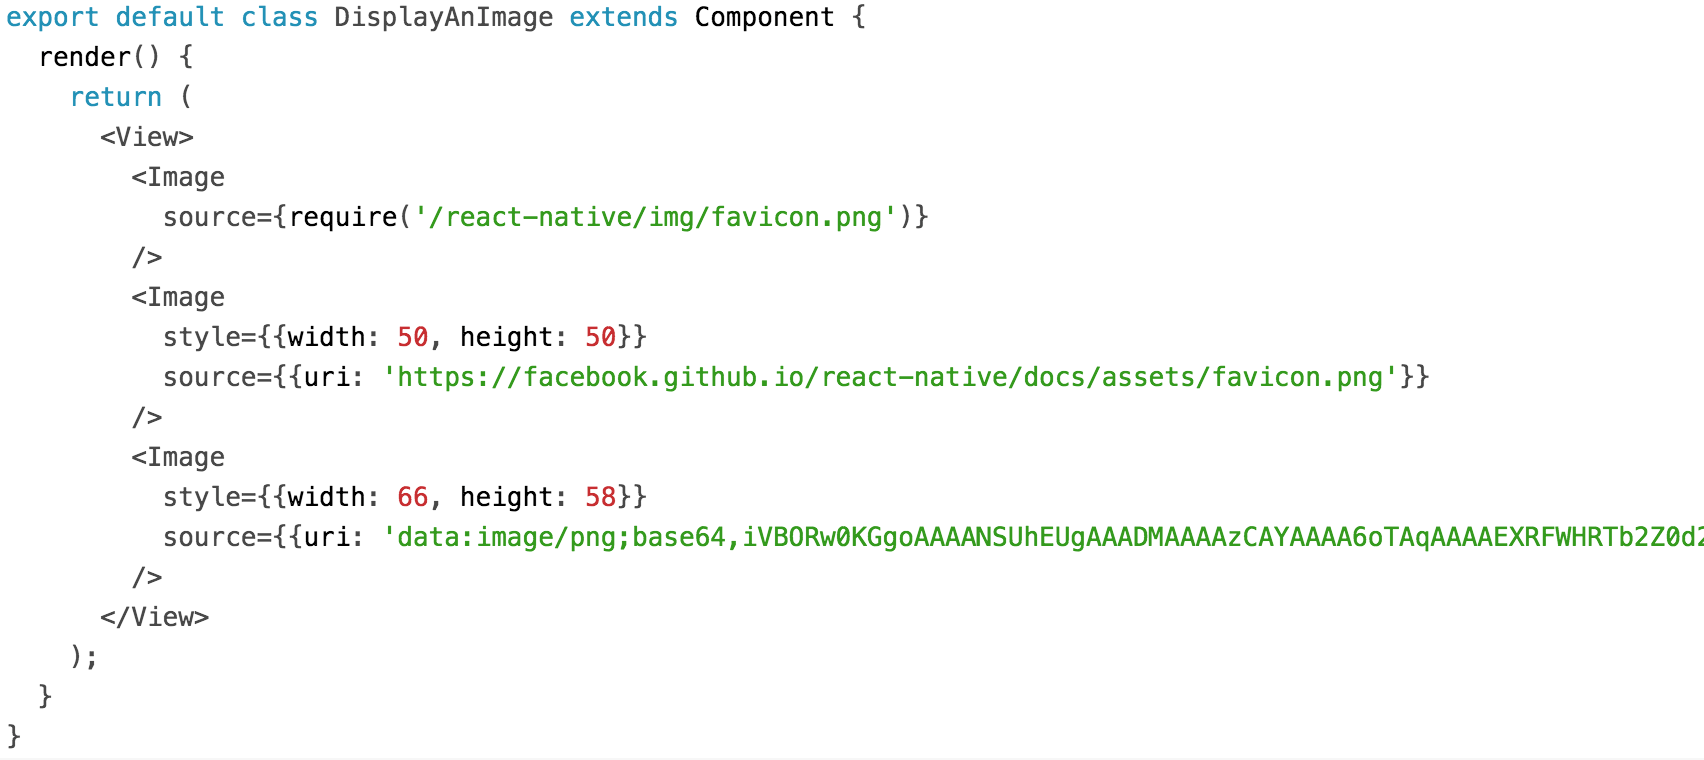 export default class DisplayAnImage extends Component {
  render() {
    return (
      <View>
        <Image
          source={require('/react-native/img/favicon.png')}
        />
        <Image
          style={{width: 50, height: 50}}
          source={{uri: 'https://facebook.github.io/react-native/docs/assets/favicon.png'}}
        />
        <Image
          style={{width: 66, height: 58}}
          source={{uri: 'data:image/png;base64,iVBORw0KGgoAAAANSUhEUgAAADMAAAAzCAYAAAA6oTAqAAAAEXRFWHRTb2Z0d2
        />
      </View>
    );
  }
}